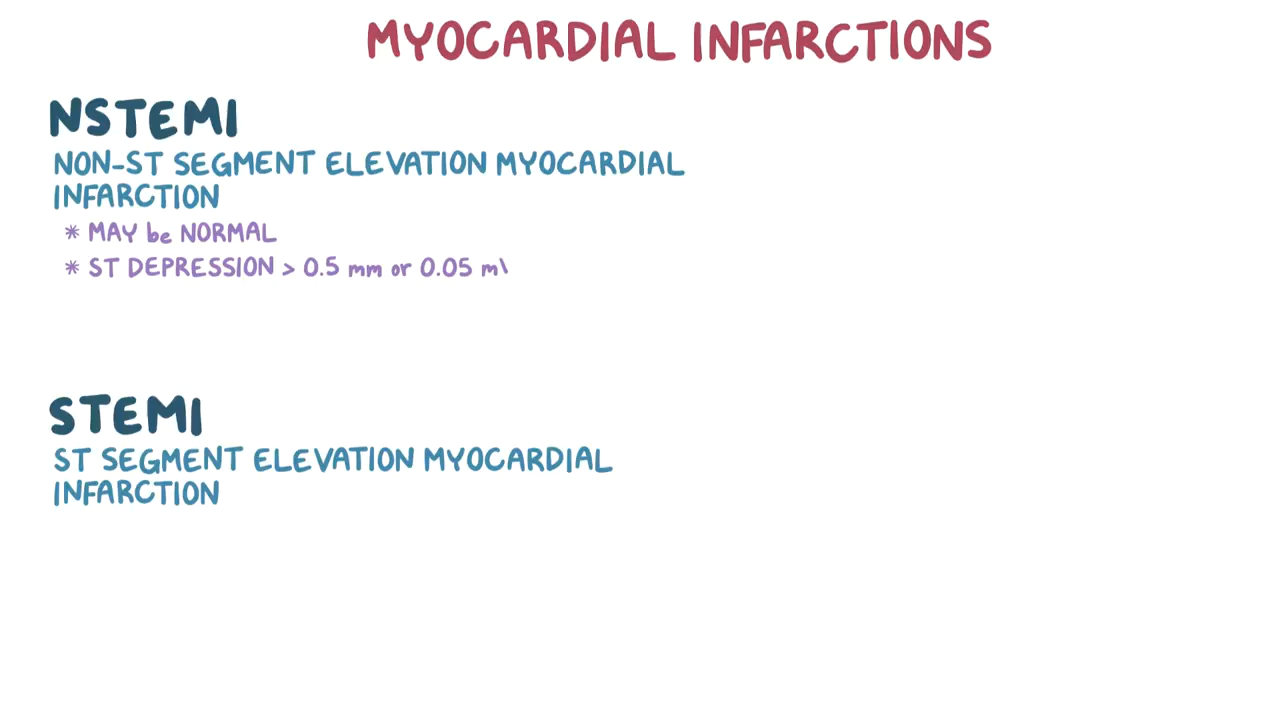 MYOCARDIAL INFARCTIONS
NSTEMI
NON-ST SEGMENT ELEVATION MYOCARDIAL
INFARCTION
* MAY be NORMAL
* ST DEPRESSION > 0.5 mm or 0.05 m\
STEMI
ST SEGMENT ELEVATION MYOCARDIAL
INFARCTION